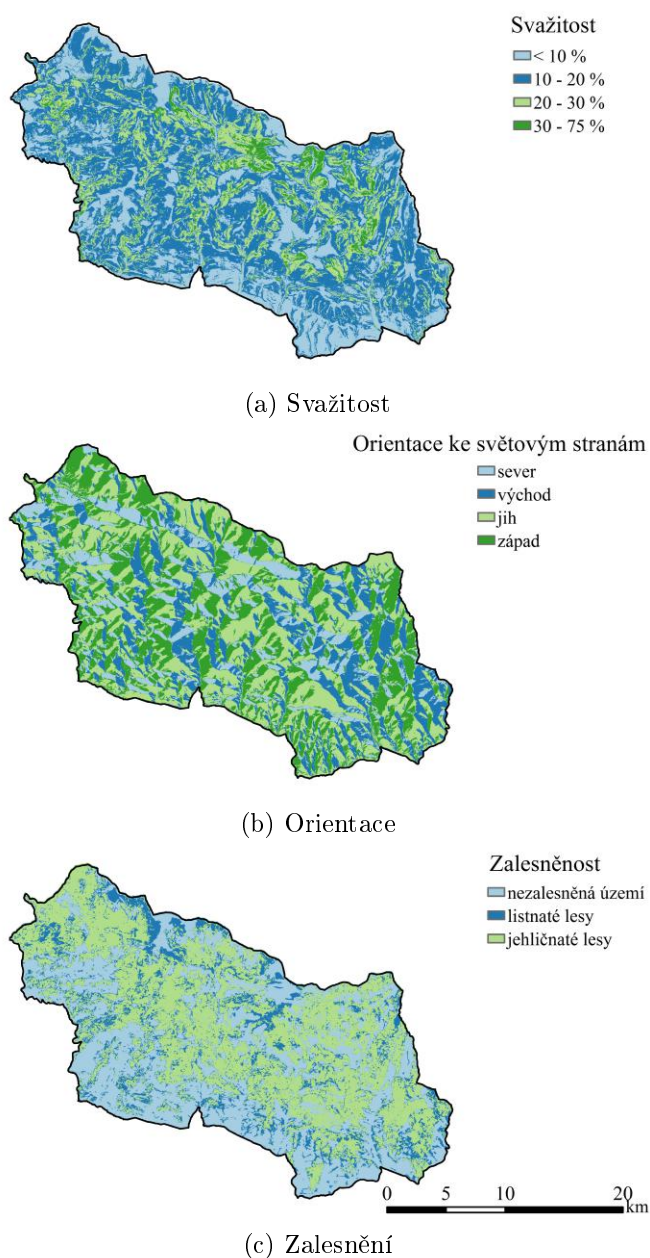 Svažitost
< 10 %
10 - 20 %
20 - 30 %
30 - 75 %
(a) Svažitost
Orientace ke světovým stranám
sever
východ
jih
západ
(b) Orientace
Zalesněnost
nezalesněná území
listnaté lesy
jehličnaté lesy
0 5 10 20
km
(c) Zalesnění